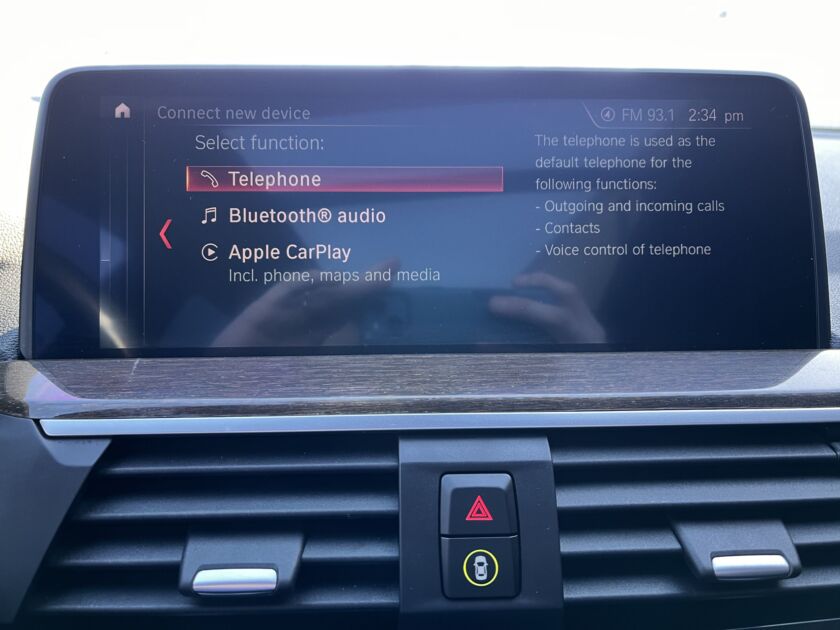 Connect new device
4 FM 93.1 2:34 pm
Select function:
Telephone
Bluetooth® audio
Apple CarPlay
Incl. phone, maps and media
The telephone is used as the
default telephone for the
following functions:
- Outgoing and incoming calls
- Contacts
- Voice control of telephone